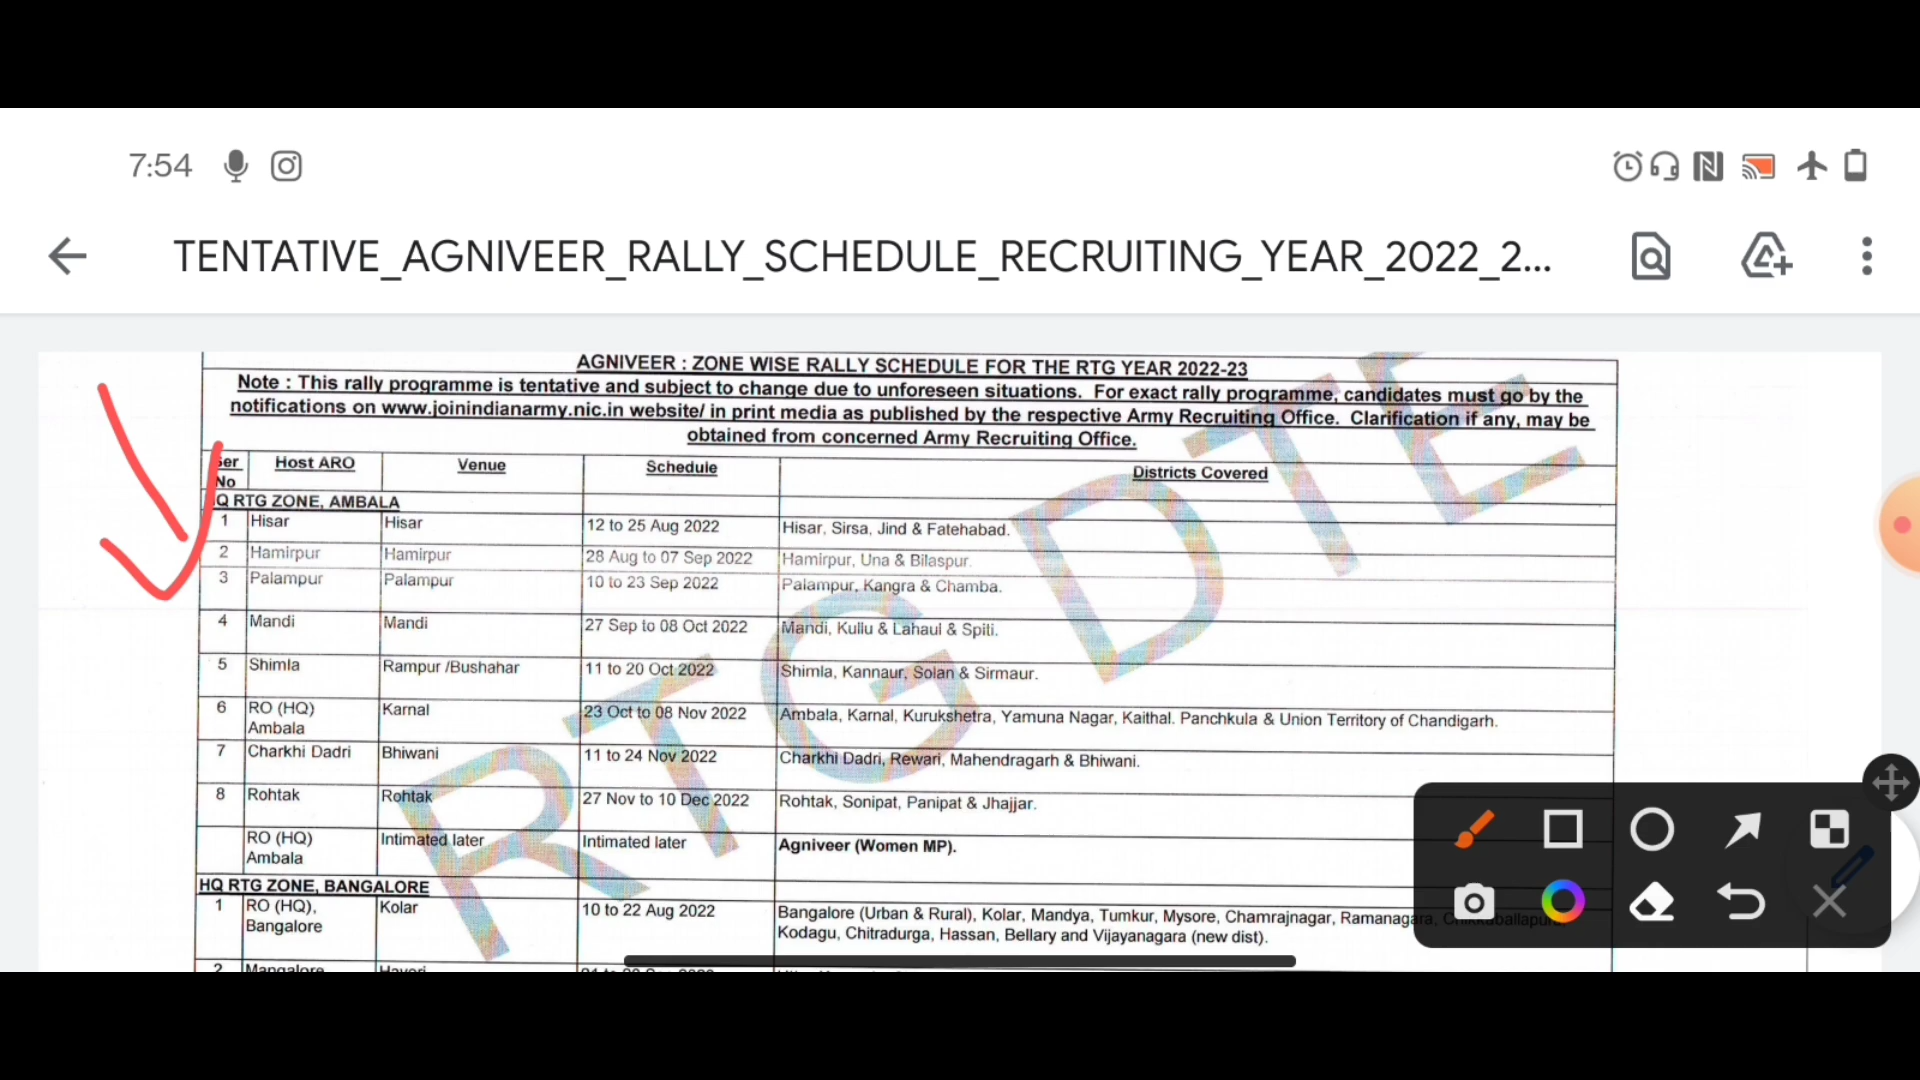 7:54
TENTATIVE_AGNIVEER_RALLY_SCHEDULE_RECRUITING_YEAR_2022_2...
AGNIVEER : ZONE WISE RALLY SCHEDULE FOR THE RTG YEAR 2022-23
Note : This rally programme is tentative and subject to change due to unforeseen situations. For exact rally programme, candidates must go by the
notifications on www.joinindianarmy.nic.in website/ in print media as published by the respective Army Recruiting Office. Clarification if any, may be
obtained from concerned Army Recruiting Office.
Ser No Host ARO Venue Schedule Districts Covered
HQ RTG ZONE, AMBALA
1 Hisar Hisar 12 to 25 Aug 2022 Hisar, Sirsa, Jind & Fatehabad.
2 Hamirpur Hamirpur 28 Aug to 07 Sep 2022 Hamirpur, Una & Bilaspur.
3 Palampur Palampur 10 to 23 Sep 2022 Palampur, Kangra & Chamba.
4 Mandi Mandi 27 Sep to 08 Oct 2022 Mandi, Kullu & Lahaul & Spiti.
5 Shimla Rampur /Bushahar 11 to 20 Oct 2022 Shimla, Kannaur, Solan & Sirmaur.
6 RO (HQ) Ambala Karnal 23 Oct to 08 Nov 2022 Ambala, Karnal, Kurukshetra, Yamuna Nagar, Kaithal. Panchkula & Union Territory of Chandigarh.
7 Charkhi Dadri Bhiwani 11 to 24 Nov 2022 Charkhi Dadri, Rewari, Mahendragarh & Bhiwani.
8 Rohtak Rohtak 27 Nov to 10 Dec 2022 Rohtak, Sonipat, Panipat & Jhajjar.
RO (HQ) Ambala Intimated later Intimated later Agniveer (Women MP).
HQ RTG ZONE, BANGALORE
1 RO (HQ), Bangalore Kolar 10 to 22 Aug 2022 Bangalore (Urban & Rural), Kolar, Mandya, Tumkur, Mysore, Chamrajnagar, Ramanagara,
Kodagu, Chitradurga, Hassan, Bellary and Vijayanagara (new dist).
2 Mangalore Haveri
RTG DTE